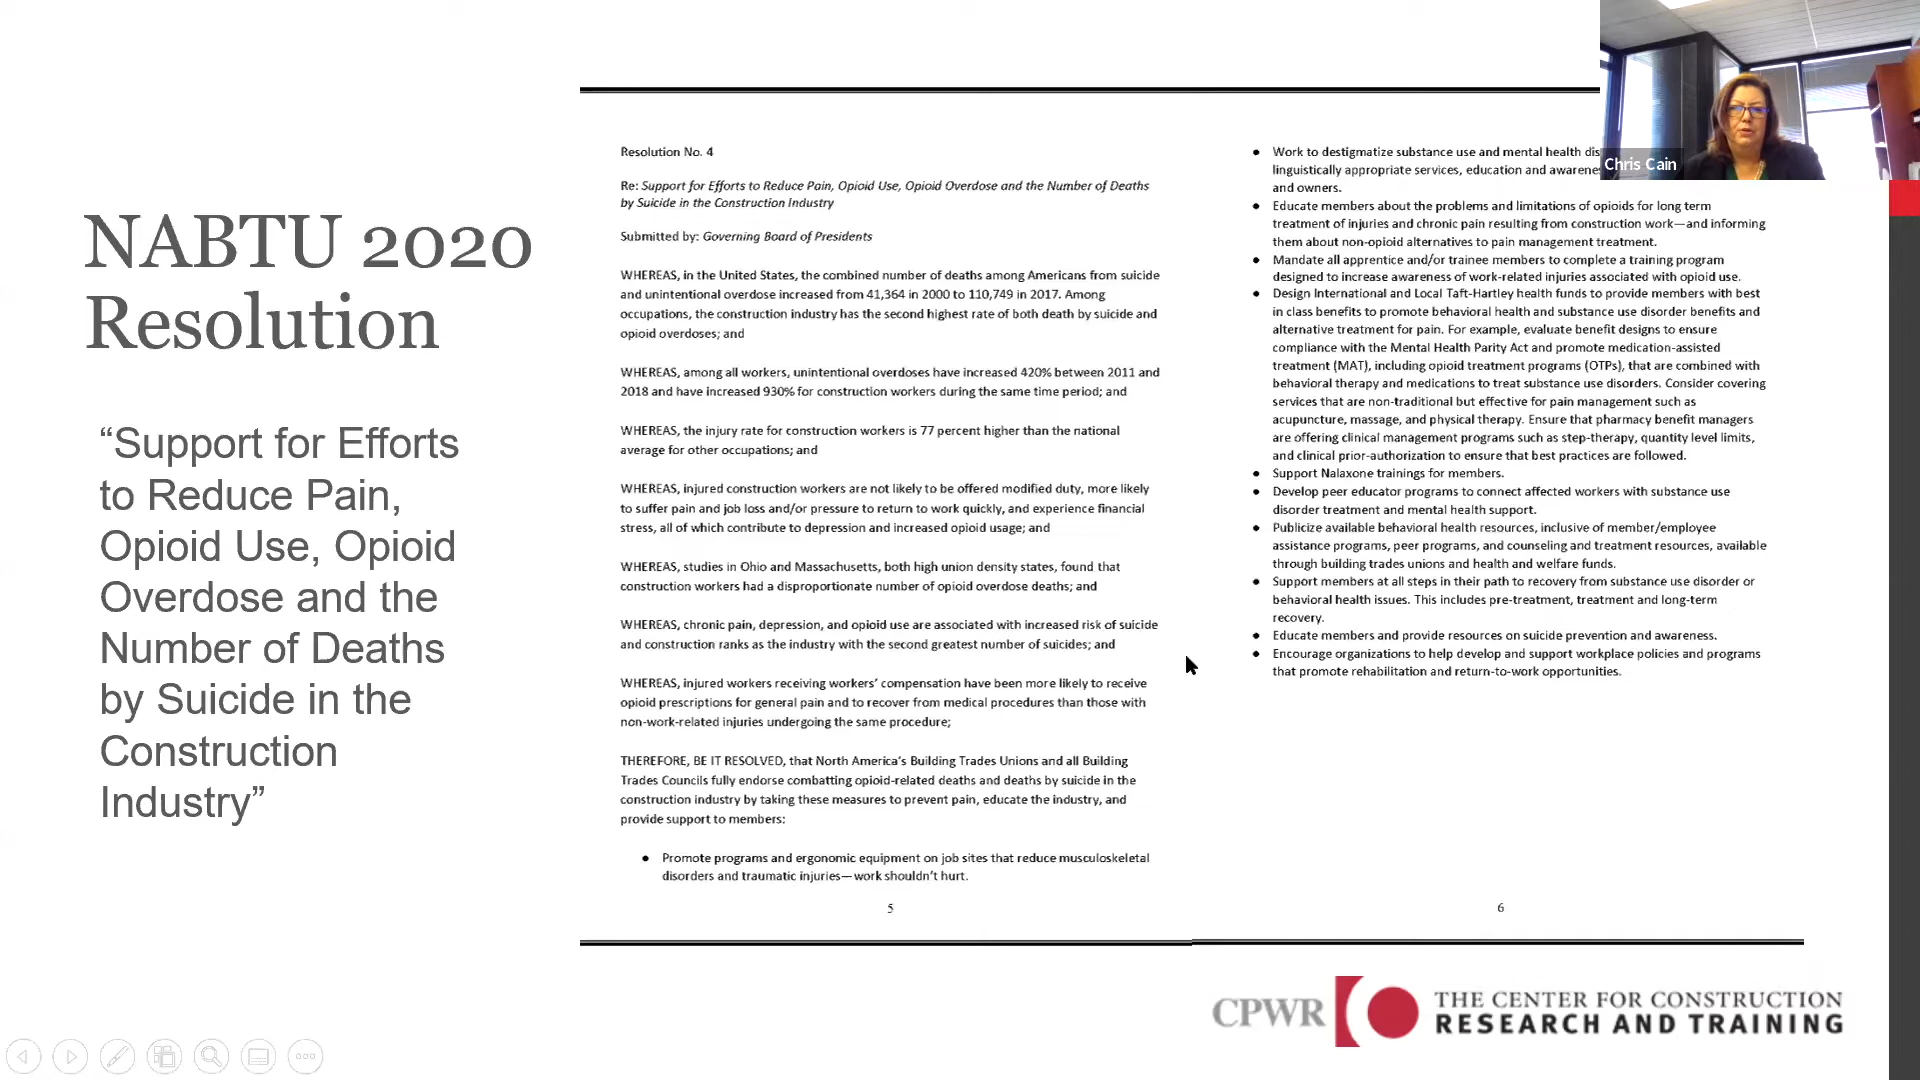 NABTU 2020
Resolution
“Support for Efforts
to Reduce Pain,
Opioid Use, Opioid
Overdose and the
Number of Deaths
by Suicide in the
Construction
Industry”
Resolution No. 4
Re: Support for Efforts to Reduce Pain, Opioid Use, Opioid Overdose and the Number of Deaths
by Suicide in the Construction Industry
Submitted by: Governing Board of Presidents
WHEREAS, in the United States, the combined number of deaths among Americans from suicide
and unintentional overdose increased from 41,364 in 2000 to 110,749 in 2017. Among
occupations, the construction industry has the second highest rate of both death by suicide and
opioid overdoses; and
WHEREAS, among all workers, unintentional overdoses have increased 420% between 2011 and
2018 and have increased 930% for construction workers during the same time period; and
WHEREAS, the injury rate for construction workers is 77 percent higher than the national
average for other occupations; and
WHEREAS, injured construction workers are not likely to be offered modified duty, more likely
to suffer pain and job loss and/or pressure to return to work quickly, and experience financial
stress, all of which contribute to depression and increased opioid usage; and
WHEREAS, studies in Ohio and Massachusetts, both high union density states, found that
construction workers had a disproportionate number of opioid overdose deaths; and
WHEREAS, chronic pain, depression, and opioid use are associated with increased risk of suicide
and construction ranks as the industry with the second greatest number of suicides; and
WHEREAS, injured workers receiving workers’ compensation have been more likely to receive
opioid prescriptions for general pain and to recover from medical procedures than those with
non-work-related injuries undergoing the same procedure;
THEREFORE, BE IT RESOLVED, that North America’s Building Trades Unions and all Building
Trades Councils fully endorse combatting opioid-related deaths and deaths by suicide in the
construction industry by taking these measures to prevent pain, educate the industry, and
provide support to members:
● Promote programs and ergonomic equipment on job sites that reduce musculoskeletal
disorders and traumatic injuries—work shouldn’t hurt.
5
● Work to destigmatize substance use and mental health
linguistically appropriate services, education and
and owners.
● Educate members about the problems and limitations of opioids for long term
treatment of injuries and chronic pain resulting from construction work—and informing
them about non-opioid alternatives to pain management treatment.
● Mandate all apprentice and/or trainee members to complete a training program
designed to increase awareness of work-related injuries associated with opioid use.
● Design International and Local Taft-Hartley health funds to provide members with best
in class benefits to promote behavioral health and substance use disorder benefits and
alternative treatment for pain. For example, evaluate benefit designs to ensure
compliance with the Mental Health Parity Act and promote medication-assisted
treatment (MAT), including opioid treatment programs (OTPs), that are combined with
behavioral therapy and medications to treat substance use disorders. Consider covering
services that are non-traditional but effective for pain management such as
acupuncture, massage, and physical therapy. Ensure that pharmacy benefit managers
are offering clinical management programs such as step-therapy, quantity level limits,
and clinical prior-authorization to ensure that best practices are followed.
● Support Nalaxone trainings for members.
● Develop peer educator programs to connect affected workers with substance use
disorder treatment and mental health support.
● Publicize available behavioral health resources, inclusive of member/employee
assistance programs, peer programs, and counseling and treatment resources, available
through building trades unions and health and welfare funds.
● Support members at all steps in their path to recovery from substance use disorder or
behavioral health issues. This includes pre-treatment, treatment and long-term
recovery.
● Educate members and provide resources on suicide prevention and awareness.
● Encourage organizations to help develop and support workplace policies and programs
that promote rehabilitation and return-to-work opportunities.
6
Chris Cain
CPWR
THE CENTER FOR CONSTRUCTION
RESEARCH AND TRAINING